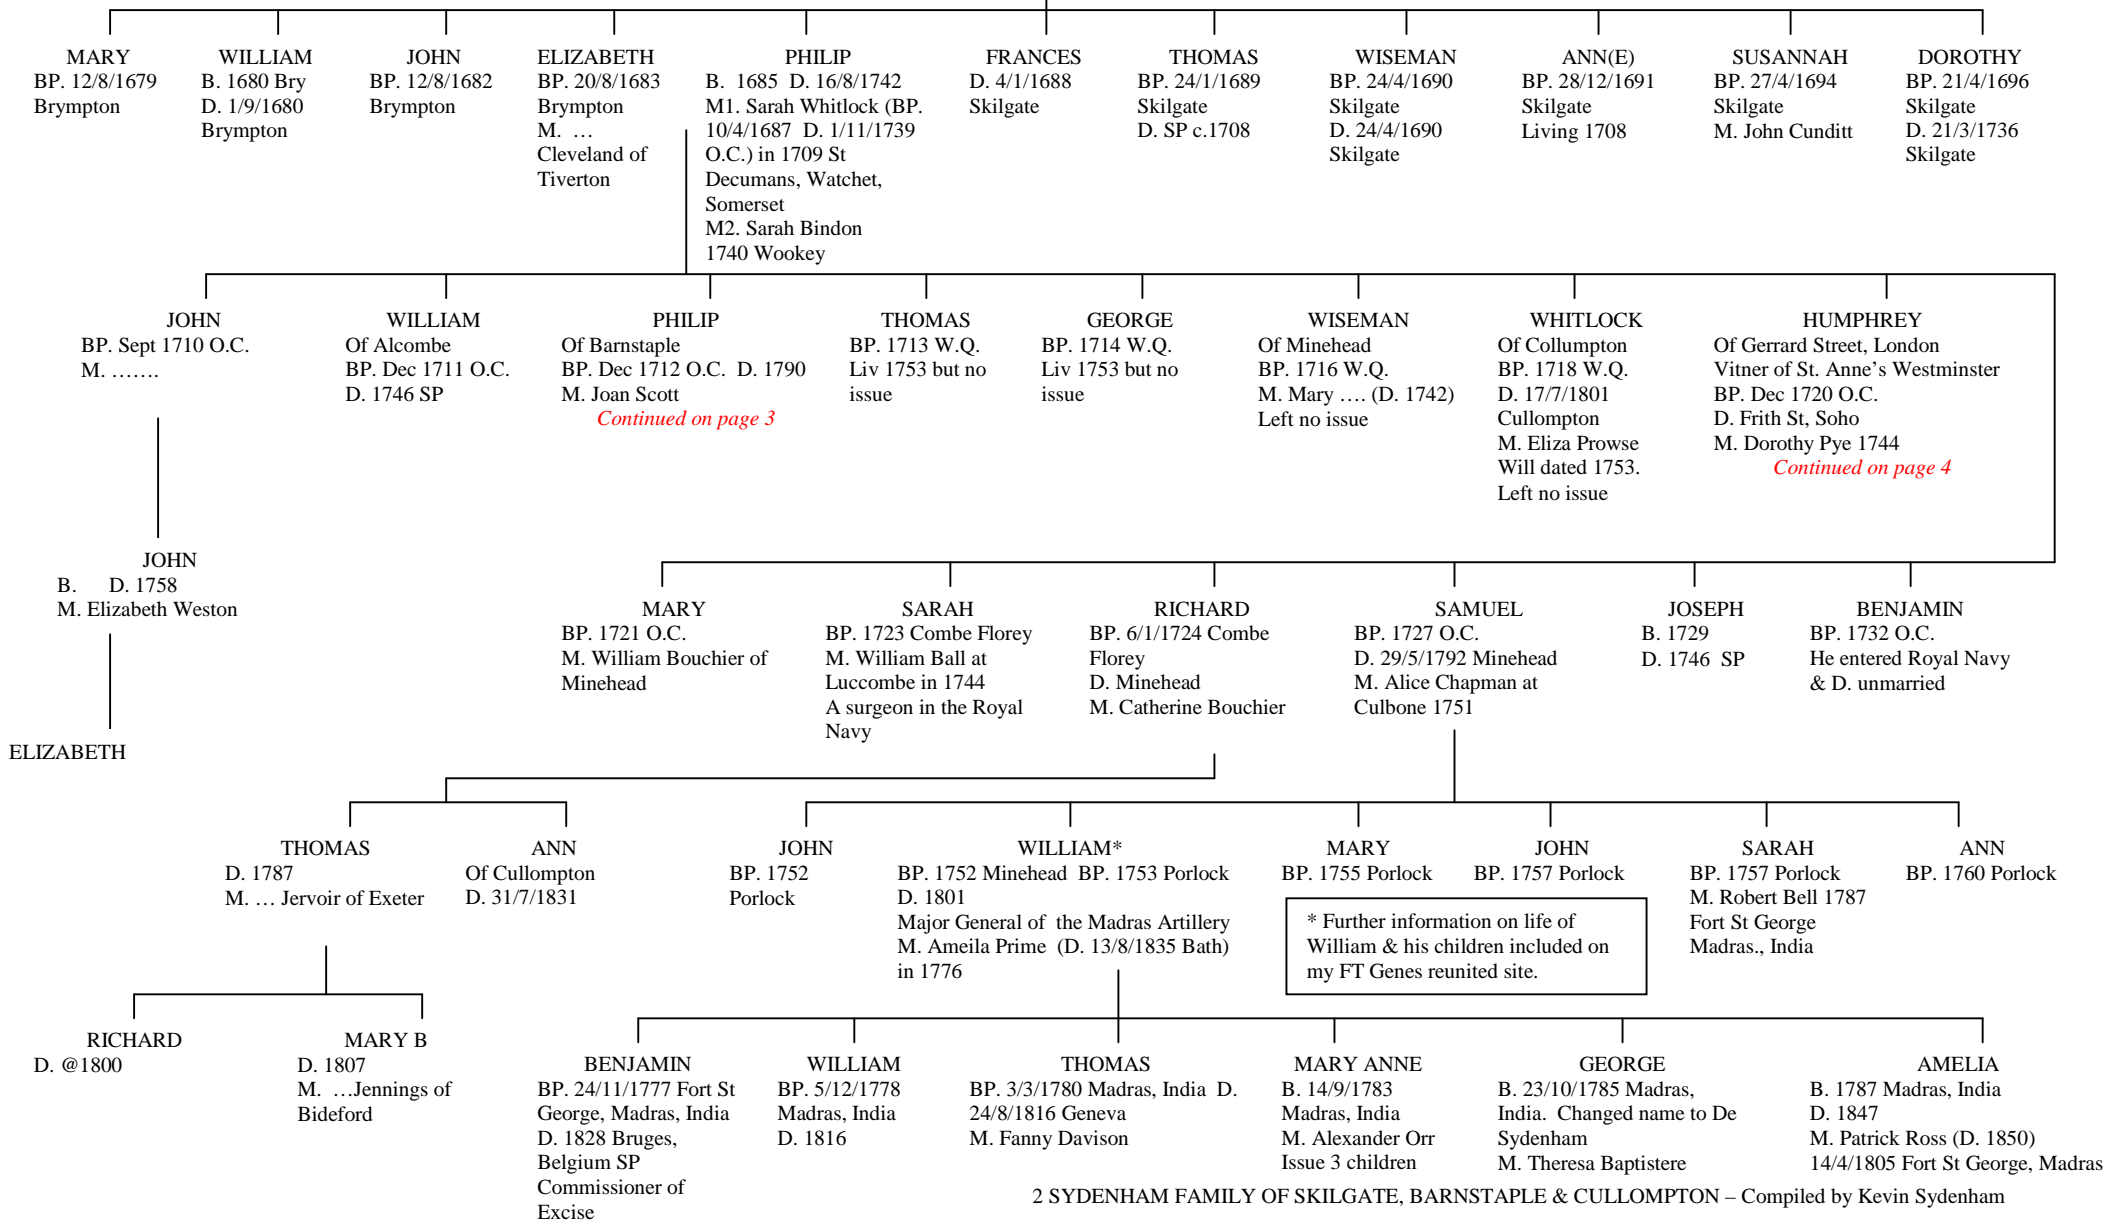 MARY
BP. 12/8/1679
Brympton
WILLIAM
B. 1680 Bry
D. 1/9/1680
Brympton
JOHN
BP. 12/8/1682
Brympton
ELIZABETH
BP. 20/8/1683
Brympton
M. …
Cleveland of
Tiverton
PHILIP
B. 1685 D. 16/8/1742
M1. Sarah Whitlock (BP.
10/4/1687 D. 1/11/1739
O.C.) in 1709 St
Decumans, Watchet,
Somerset
M2. Sarah Bindon
1740 Wookey
FRANCES
D. 4/1/1688
Skilgate
THOMAS
BP. 24/1/1689
Skilgate
D. SP c.1708
WISEMAN
BP. 24/4/1690
Skilgate
D. 24/4/1690
Skilgate
ANN(E)
BP. 28/12/1691
Skilgate
Living 1708
SUSANNAH
BP. 27/4/1694
Skilgate
M. John Cunditt
DOROTHY
BP. 21/4/1696
Skilgate
D. 21/3/1736
Skilgate
JOHN
BP. Sept 1710 O.C.
M. …….
WILLIAM
Of Alcombe
BP. Dec 1711 O.C.
D. 1746 SP
PHILIP
Of Barnstaple
BP. Dec 1712 O.C. D. 1790
M. Joan Scott
Continued on page 3
THOMAS
BP. 1713 W.Q.
Liv 1753 but no
issue
GEORGE
BP. 1714 W.Q.
Liv 1753 but no
issue
WISEMAN
Of Minehead
BP. 1716 W.Q.
M. Mary …. (D. 1742)
Left no issue
WHITLOCK
Of Collumpton
BP. 1718 W.Q.
D. 17/7/1801
Cullompton
M. Eliza Prowse
Will dated 1753.
Left no issue
HUMPHREY
Of Gerrard Street, London
Vitner of St. Anne's Westminster
BP. Dec 1720 O.C.
D. Frith St, Soho
M. Dorothy Pye 1744
Continued on page 4
JOHN
B. D. 1758
M. Elizabeth Weston
ELIZABETH
MARY
BP. 1721 O.C.
M. William Bouchier of
Minehead
SARAH
BP. 1723 Combe Florey
M. William Ball at
Luccombe in 1744
A surgeon in the Royal
Navy
RICHARD
BP. 6/1/1724 Combe
Florey
D. Minehead
M. Catherine Bouchier
SAMUEL
BP. 1727 O.C.
D. 29/5/1792 Minehead
M. Alice Chapman at
Culbone 1751
JOSEPH
B. 1729
D. 1746 SP
BENJAMIN
BP. 1732 O.C.
He entered Royal Navy
& D. unmarried
THOMAS
D. 1787
M. … Jervoir of Exeter
ANN
Of Cullompton
D. 31/7/1831
JOHN
BP. 1752
Porlock
WILLIAM*
BP. 1752 Minehead BP. 1753 Porlock
D. 1801
Major General of the Madras Artillery
M. Ameila Prime (D. 13/8/1835 Bath)
in 1776
MARY
BP. 1755 Porlock
JOHN
BP. 1757 Porlock
SARAH
BP. 1757 Porlock
M. Robert Bell 1787
Fort St George
Madras., India
ANN
BP. 1760 Porlock
* Further information on life of
William & his children included on
my FT Genes reunited site.
RICHARD
D. @1800
MARY B
D. 1807
M. …Jennings of
Bideford
BENJAMIN
BP. 24/11/1777 Fort St
George, Madras, India
D. 1828 Bruges,
Belgium SP
Commissioner of
Excise
WILLIAM
BP. 5/12/1778
Madras, India
D. 1816
THOMAS
BP. 3/3/1780 Madras, India D.
24/8/1816 Geneva
M. Fanny Davison
MARY ANNE
B. 14/9/1783
Madras, India
M. Alexander Orr
Issue 3 children
GEORGE
B. 23/10/1785 Madras,
India. Changed name to De
Sydenham
M. Theresa Baptistere
AMELIA
B. 1787 Madras, India
D. 1847
M. Patrick Ross (D. 1850)
14/4/1805 Fort St George, Madras
2 SYDENHAM FAMILY OF SKILGATE, BARNSTAPLE & CULLOMPTON – Compiled by Kevin Sydenham